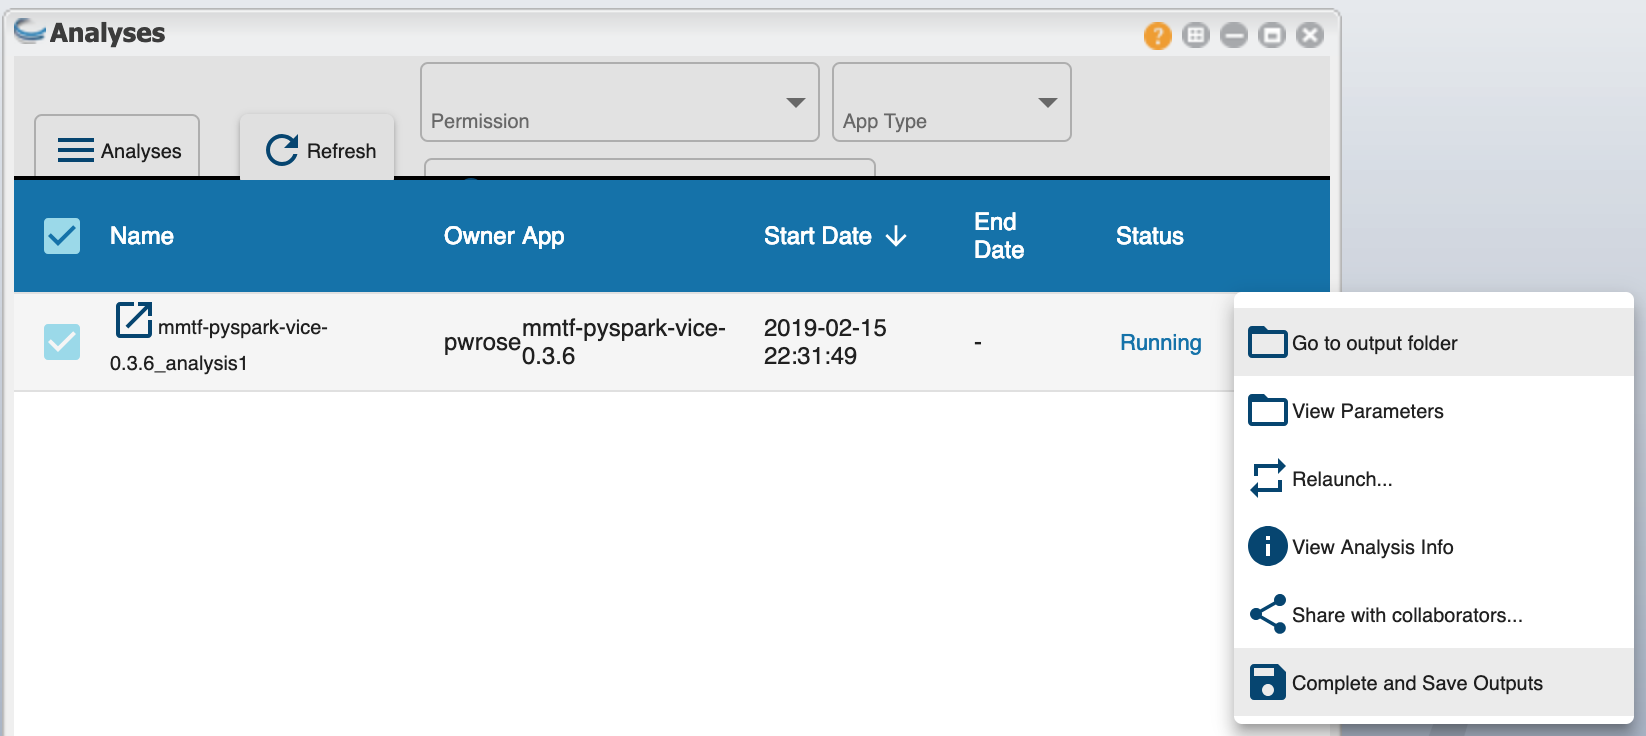 Analyses
?
Permission
App Type
Analyses
Refresh
Name
Owner
App
Start Date
End
Date
Status
mmtf-pyspark-vice-
0.3.6_analysis1
pwrose
mmtf-pyspark-vice-
0.3.6
2019-02-15
22:31:49
-
Running
Go to output folder
View Parameters
Relaunch...
View Analysis Info
Share with collaborators...
Complete and Save Outputs